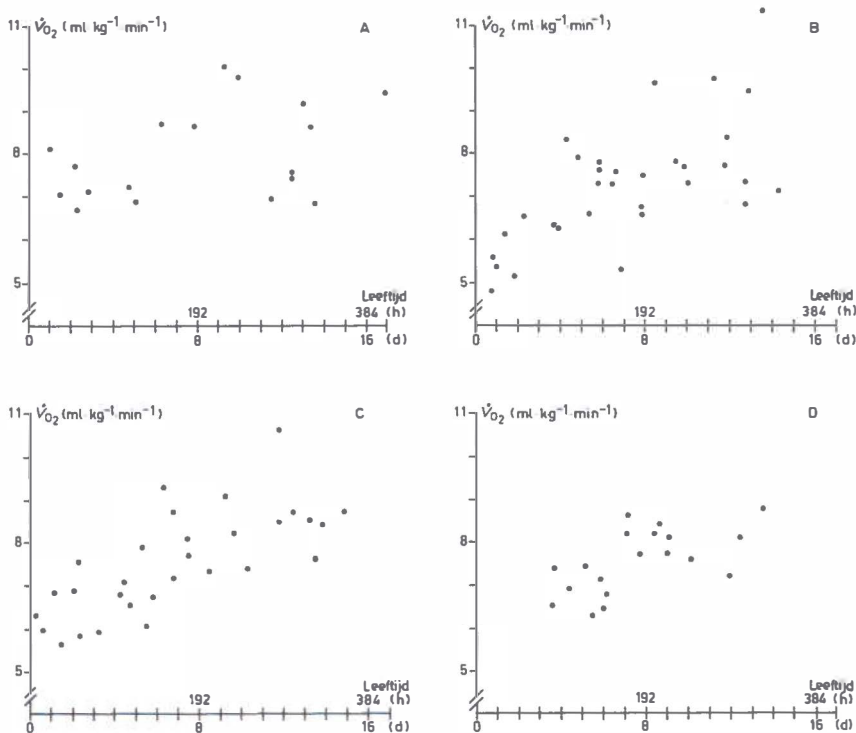 11 V̇O₂ (ml kg⁻¹ min⁻¹) A
8
5
Leeftijd
192 384 (h)
0 8 16 (d)
V̇O₂ (ml kg⁻¹ min⁻¹) B
11
8
5
Leeftijd
192 384 (h)
0 8 16 (d)
11 V̇O₂ (ml kg⁻¹ min⁻¹) C
8
5
Leeftijd
192 384 (h)
0 8 16 (d)
11 V̇O₂ (ml kg⁻¹ min⁻¹) D
8
5
Leeftijd
192 384 (h)
0 8 16 (d)